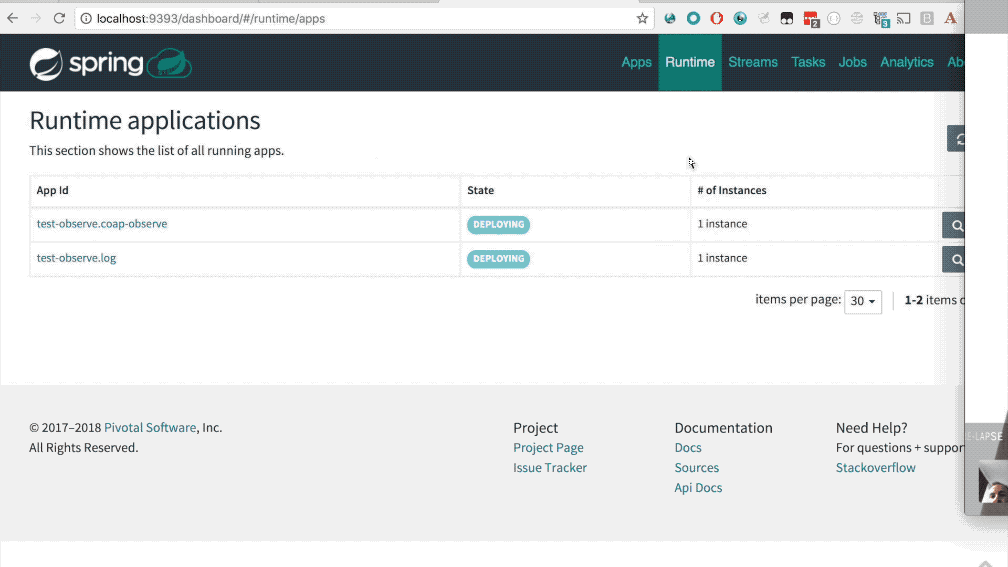 localhost:9393/dashboard/#/runtime/apps
2
3
B
A
spring
Apps Runtime Streams Tasks Jobs Analytics Ab
Runtime applications
This section shows the list of all running apps.
App Id State # of Instances
test-observe.coap-observe DEPLOYING 1 instance
test-observe.log DEPLOYING 1 instance
items per page: 30 1-2 items
© 2017–2018 Pivotal Software, Inc.
All Rights Reserved.
Project
Project Page
Issue Tracker
Documentation
Docs
Sources
Api Docs
Need Help?
For questions + suppor
Stackoverflow
E-LAPSE